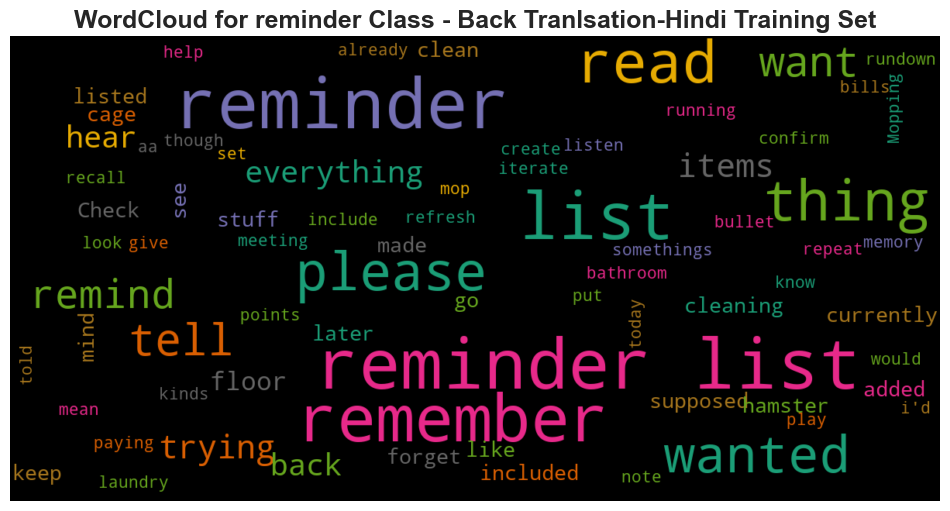 WordCloud for reminder Class - Back Tranlsation-Hindi Training Set
help already clean read want rundown
listed reminder running bills Mopping
cage
hear aa though set create listen confirm
recall see everything mop iterate items
Check stuff include refresh list bullet thing
look give meeting made somethings repeat memory
remind please go bathroom put know
points cleaning currently
told mind tell later today
floor reminder list would
kinds added
mean remember supposed hamster i'd
play
paying trying back forget like wanted
keep included note
laundry